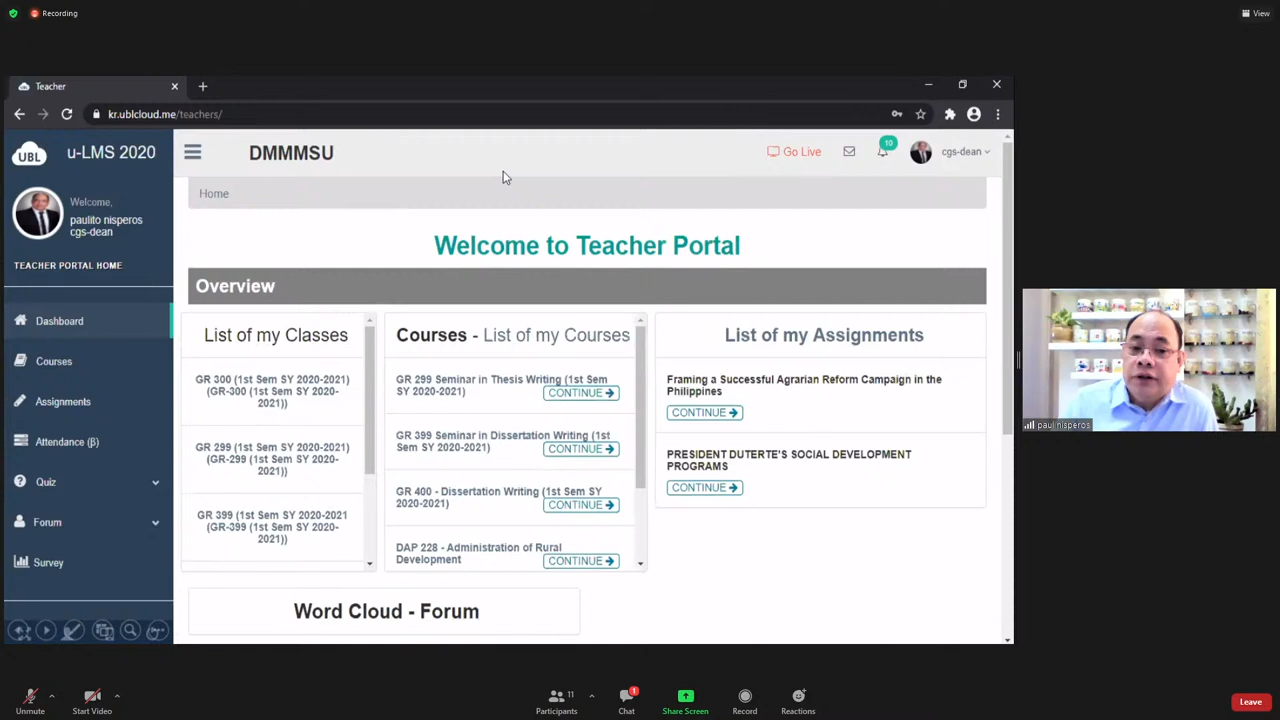 Recording
View
Teacher
kr.ublcloud.me/teachers/
UBL
u-LMS 2020
DMMMSU
Go Live
10
cgs-dean
Welcome,
paulito nisperos
cgs-dean
Home
TEACHER PORTAL HOME
Welcome to Teacher Portal
Overview
Dashboard
Courses
Assignments
Attendance (β)
Quiz
Forum
Survey
List of my Classes
GR 300 (1st Sem SY 2020-2021)
(GR-300 (1st Sem SY 2020-
2021))
GR 299 (1st Sem SY 2020-2021)
(GR-299 (1st Sem SY 2020-
2021))
GR 399 (1st Sem SY 2020-2021
(GR-399 (1st Sem SY 2020-
2021))
Courses - List of my Courses
GR 299 Seminar in Thesis Writing (1st Sem
SY 2020-2021)
CONTINUE
GR 399 Seminar in Dissertation Writing (1st
Sem SY 2020-2021)
CONTINUE
GR 400 - Dissertation Writing (1st Sem SY
2020-2021)
CONTINUE
DAP 228 - Administration of Rural
Development
CONTINUE
List of my Assignments
Framing a Successful Agrarian Reform Campaign in the
Philippines
CONTINUE
PRESIDENT DUTERTE'S SOCIAL DEVELOPMENT
PROGRAMS
CONTINUE
Word Cloud - Forum
paul nisperos
Unmute
Start Video
Participants
11
Chat
1
Share Screen
Record
Reactions
Leave